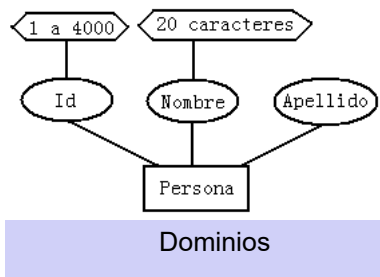 1 a 4000
20 caracteres
Id
Nombre
Apellido
Persona
Dominios